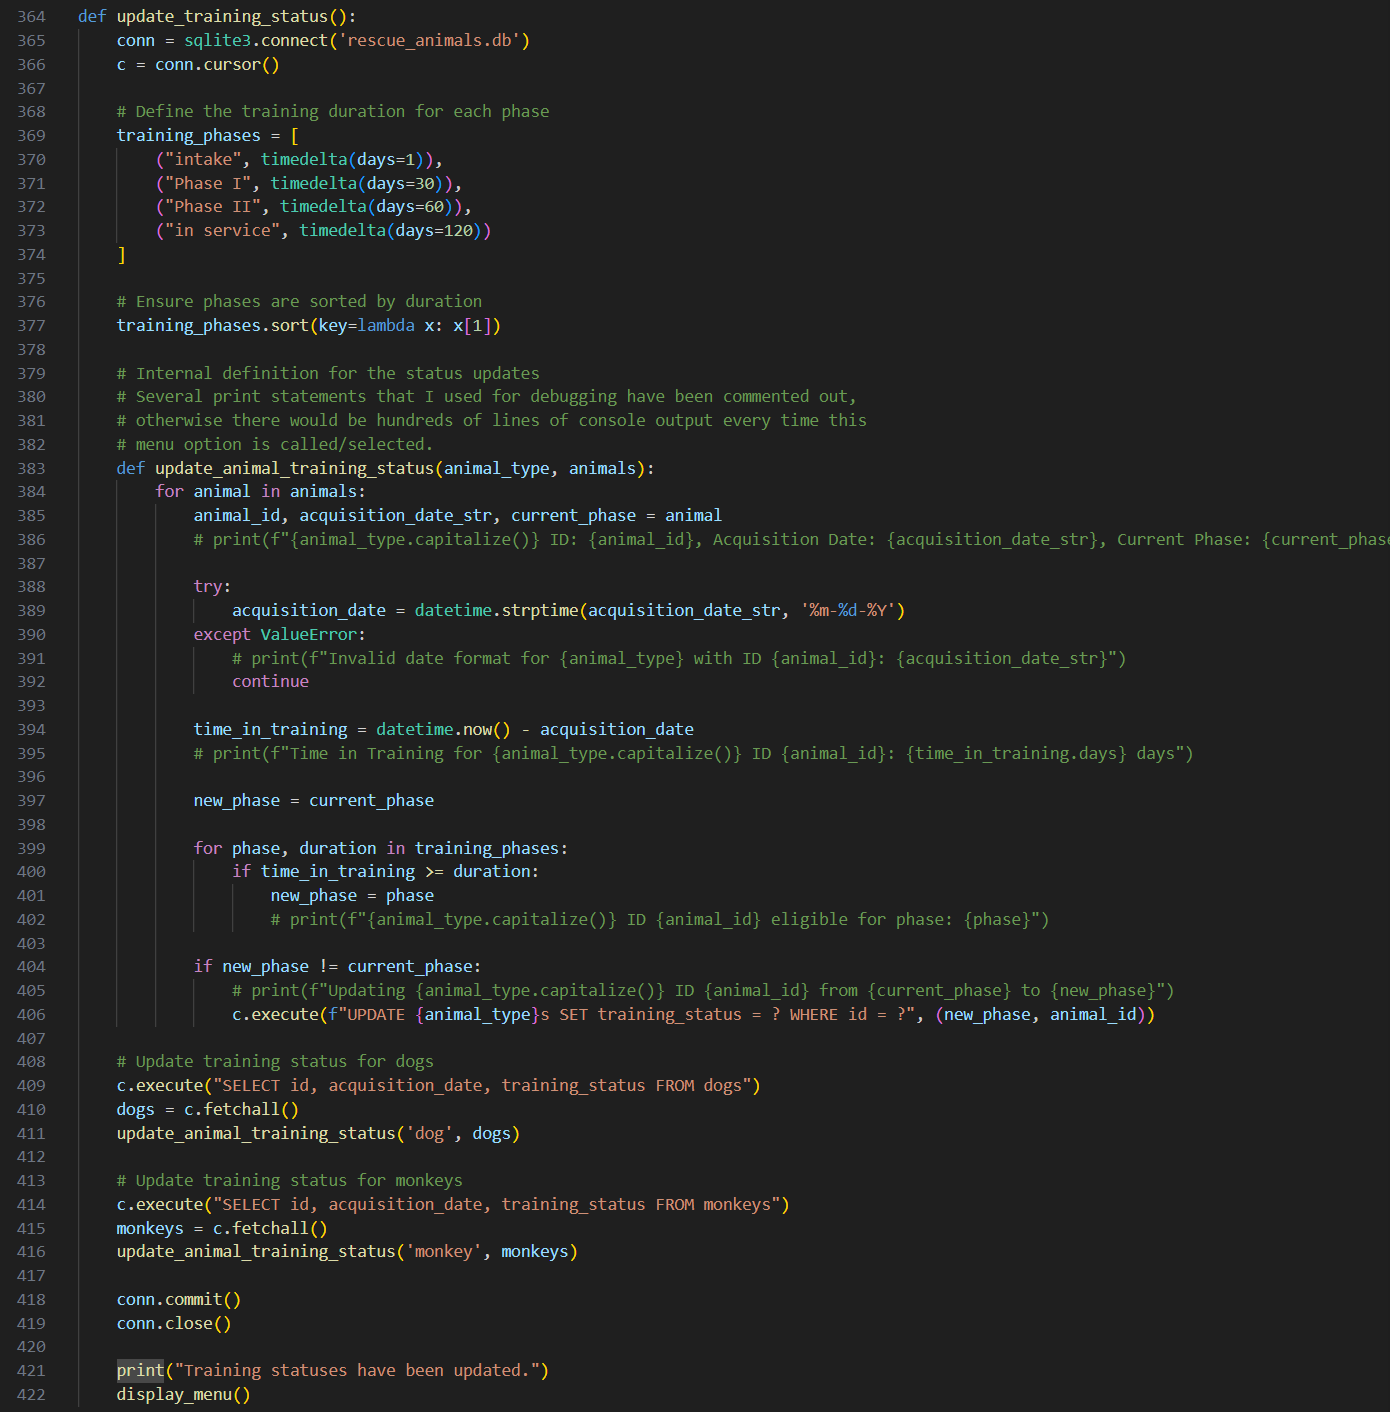 364 def update_training_status():
365     conn = sqlite3.connect('rescue_animals.db')
366     c = conn.cursor()
367
368     # Define the training duration for each phase
369     training_phases = [
370         ("intake", timedelta(days=1)),
371         ("Phase I", timedelta(days=30)),
372         ("Phase II", timedelta(days=60)),
373         ("in service", timedelta(days=120))
374     ]
375
376     # Ensure phases are sorted by duration
377     training_phases.sort(key=lambda x: x[1])
378
379     # Internal definition for the status updates
380     # Several print statements that I used for debugging have been commented out,
381     # otherwise there would be hundreds of lines of console output every time this
382     # menu option is called/selected.
383     def update_animal_training_status(animal_type, animals):
384         for animal in animals:
385             animal_id, acquisition_date_str, current_phase = animal
386             # print(f"{animal_type.capitalize()} ID: {animal_id}, Acquisition Date: {acquisition_date_str}, Current Phase: {current_phase
387
388             try:
389                 acquisition_date = datetime.strptime(acquisition_date_str, '%m-%d-%Y')
390             except ValueError:
391                 # print(f"Invalid date format for {animal_type} with ID {animal_id}: {acquisition_date_str}")
392                 continue
393
394             time_in_training = datetime.now() - acquisition_date
395             # print(f"Time in Training for {animal_type.capitalize()} ID {animal_id}: {time_in_training.days} days")
396
397             new_phase = current_phase
398
399             for phase, duration in training_phases:
400                 if time_in_training >= duration:
401                     new_phase = phase
402                     # print(f"{animal_type.capitalize()} ID {animal_id} eligible for phase: {phase}")
403
404             if new_phase != current_phase:
405                 # print(f"Updating {animal_type.capitalize()} ID {animal_id} from {current_phase} to {new_phase}")
406                 c.execute(f"UPDATE {animal_type}s SET training_status = ? WHERE id = ?", (new_phase, animal_id))
407
408     # Update training status for dogs
409     c.execute("SELECT id, acquisition_date, training_status FROM dogs")
410     dogs = c.fetchall()
411     update_animal_training_status('dog', dogs)
412
413     # Update training status for monkeys
414     c.execute("SELECT id, acquisition_date, training_status FROM monkeys")
415     monkeys = c.fetchall()
416     update_animal_training_status('monkey', monkeys)
417
418     conn.commit()
419     conn.close()
420
421     print("Training statuses have been updated.")
422     display_menu()